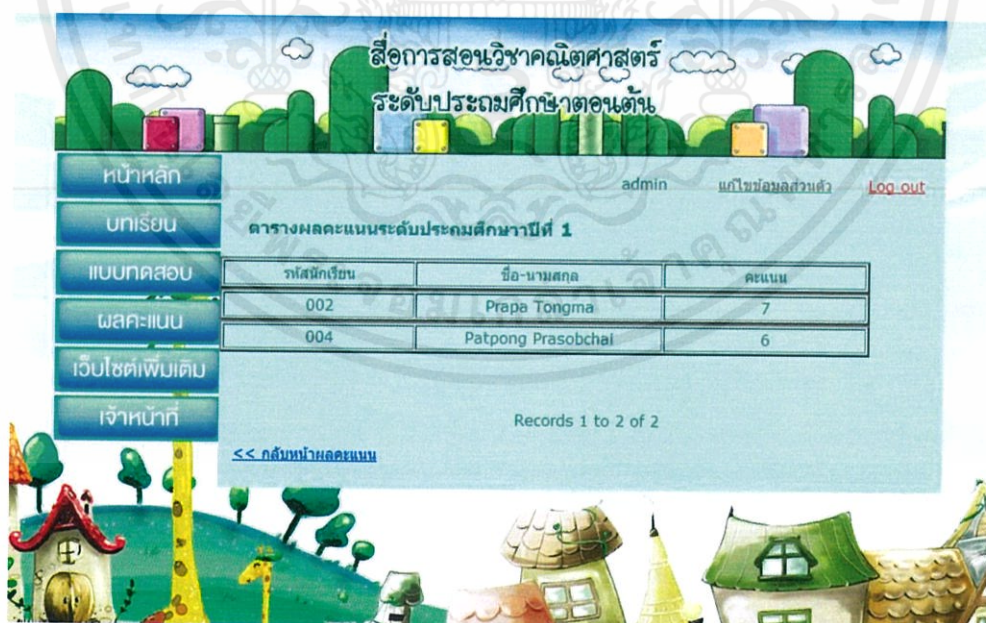 สื่อการสอนวิชาคณิตศาสตร์
ระดับประถมศึกษาตอนต้น
หน้าหลัก
admin แก้ไขข้อมูลส่วนตัว Log out
บทเรียน
ตารางผลคะแนนระดับประถมศึกษาาปีที่ 1
แบบทดสอบ
รหัสนักเรียน ชื่อ-นามสกุล คะแนน
002 Prapa Tongma 7
ผลคะแนน
004 Patpong Prasobchai 6
เว็บไซต์เพิ่มเติม
เจ้าหน้าที่
Records 1 to 2 of 2
<< กลับหน้าผลคะแนน